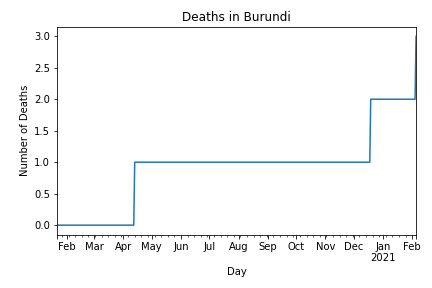 Deaths in Burundi
3.0
2.5
2.0
1.5
1.0
0.5
0.0
Number of Deaths
Feb Mar Apr May Jun Jul Aug Sep Oct Nov Dec Jan Feb
2021
Day